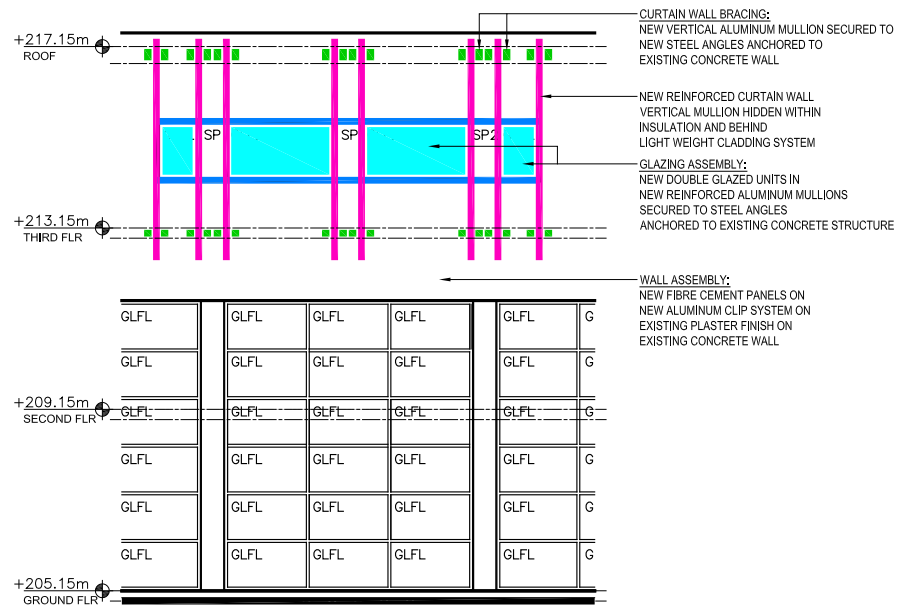 CURTAIN WALL BRACING:
NEW VERTICAL ALUMINUM MULLION SECURED TO
NEW STEEL ANGLES ANCHORED TO
EXISTING CONCRETE WALL
+217.15m
ROOF
NEW REINFORCED CURTAIN WALL
VERTICAL MULLION HIDDEN WITHIN
INSULATION AND BEHIND
LIGHT WEIGHT CLADDING SYSTEM
SP SP SP2
GLAZING ASSEMBLY:
NEW DOUBLE GLAZED UNITS IN
NEW REINFORCED ALUMINUM MULLIONS
SECURED TO STEEL ANGLES
ANCHORED TO EXISTING CONCRETE STRUCTURE
+213.15m
THIRD FLR
WALL ASSEMBLY:
NEW FIBRE CEMENT PANELS ON
NEW ALUMINUM CLIP SYSTEM ON
EXISTING PLASTER FINISH ON
EXISTING CONCRETE WALL
GLFL GLFL GLFL GLFL GLFL G
GLFL GLFL GLFL GLFL GLFL G
+209.15m
SECOND FLR
GLFL GLFL GLFL GLFL GLFL G
GLFL GLFL GLFL GLFL GLFL G
GLFL GLFL GLFL GLFL GLFL G
GLFL GLFL GLFL GLFL GLFL G
+205.15m
GROUND FLR